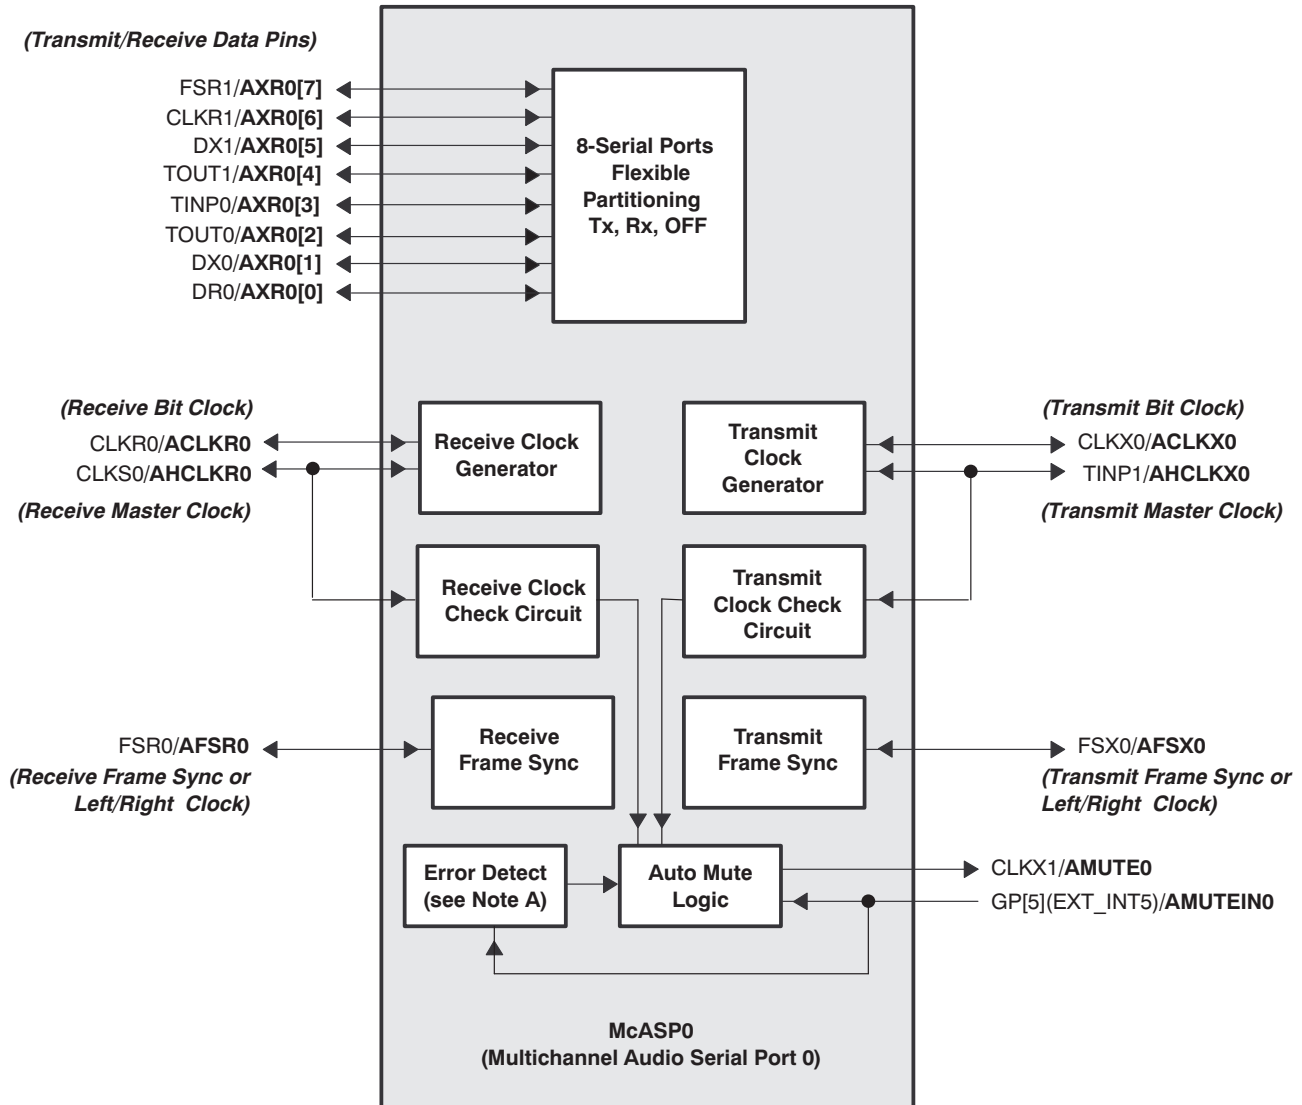 (Transmit/Receive Data Pins)
FSR1/AXR0[7]
CLKR1/AXR0[6]
DX1/AXR0[5]
TOUT1/AXR0[4]
TINP0/AXR0[3]
TOUT0/AXR0[2]
DX0/AXR0[1]
DR0/AXR0[0]
8-Serial Ports
Flexible
Partitioning
Tx, Rx, OFF
(Receive Bit Clock)
CLKR0/ACLKR0
CLKS0/AHCLKR0
(Receive Master Clock)
Receive Clock
Generator
Transmit
Clock
Generator
(Transmit Bit Clock)
CLKX0/ACLKX0
TINP1/AHCLKX0
(Transmit Master Clock)
Receive Clock
Check Circuit
Transmit
Clock Check
Circuit
FSR0/AFSR0
(Receive Frame Sync or
Left/Right Clock)
Receive
Frame Sync
Transmit
Frame Sync
FSX0/AFSX0
(Transmit Frame Sync or
Left/Right Clock)
Error Detect
(see Note A)
Auto Mute
Logic
CLKX1/AMUTE0
GP[5](EXT_INT5)/AMUTEIN0
McASP0
(Multichannel Audio Serial Port 0)